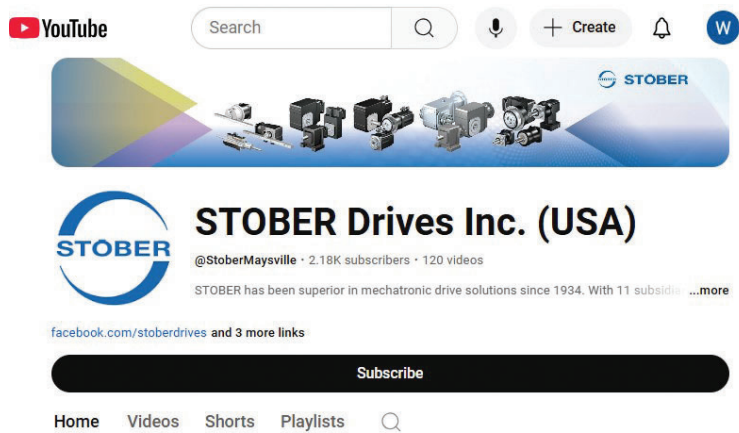 YouTube
Search
Create
W
STOBER
STOBER
STOBER Drives Inc. (USA)
@StoberMaysville · 2.18K subscribers · 120 videos
STOBER has been superior in mechatronic drive solutions since 1934. With 11 ...more
facebook.com/stoberdrives and 3 more links
Subscribe
Home Videos Shorts Playlists